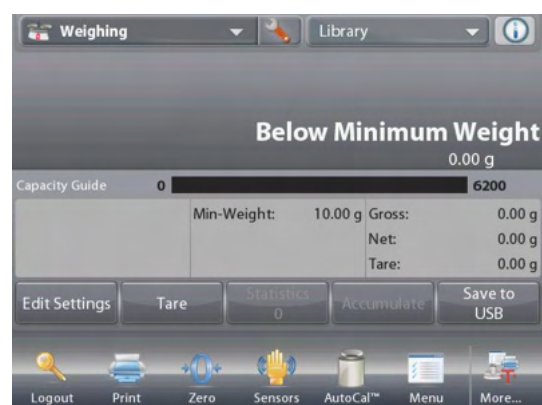 Weighing Library
Below Minimum Weight
0.00 g
Capacity Guide 0 6200
Min-Weight: 10.00 g Gross: 0.00 g
Net: 0.00 g
Tare: 0.00 g
Edit Settings Tare Statistics 0 Accumulate Save to USB
Logout Print Zero Sensors AutoCal™ Menu More...